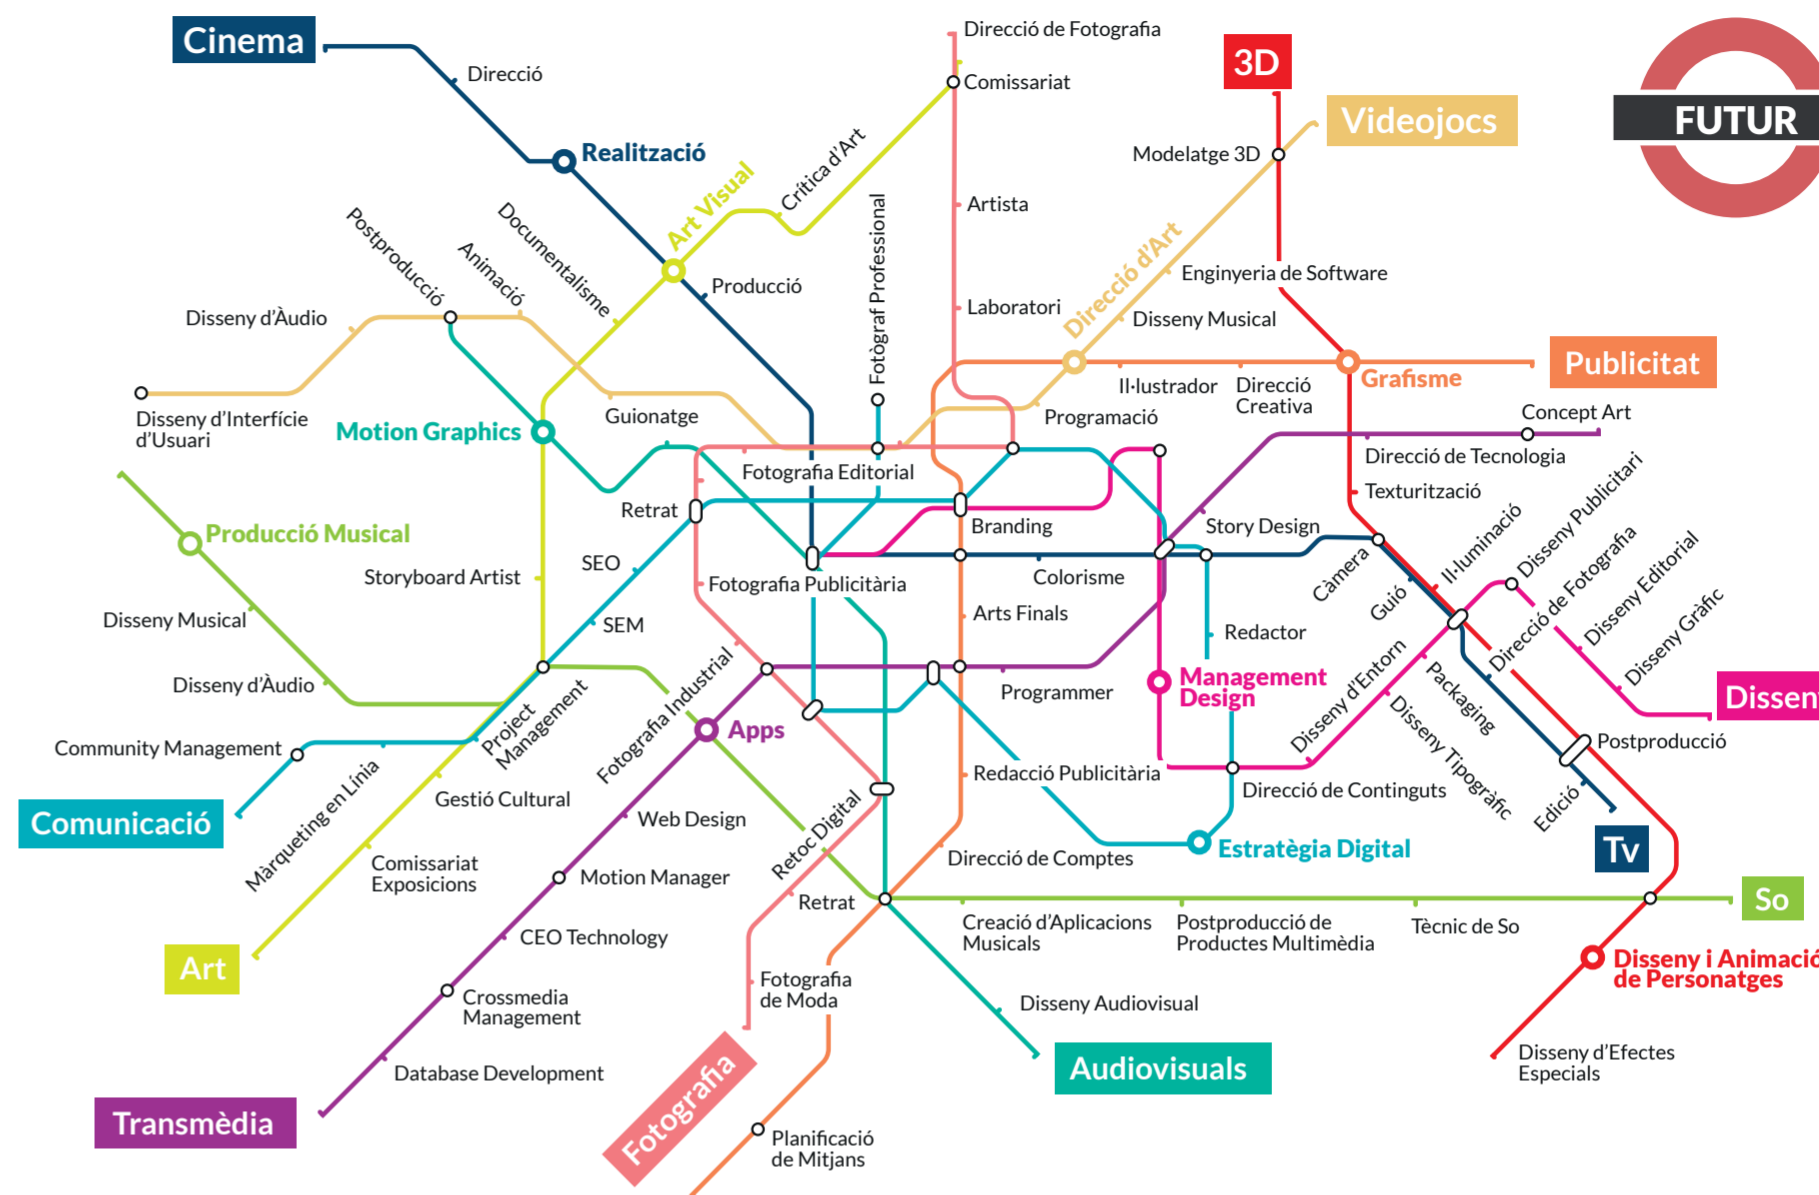 Cinema
Direcció
Realització
Art Visual
Crítica d'Art
Direcció de Fotografia
Comissariat
3D
Videojocs
FUTUR
Modelatge 3D
Artista
Fotògraf Professional
Postproducció
Animació
Documentalisme
Producció
Direcció d'Art
Enginyeria de Software
Disseny d'Àudio
Laboratori
Disseny Musical
Publicitat
Grafisme
Il·lustrador
Direcció
Creativa
Disseny d'Interfície
d'Usuari
Guionatge
Programació
Concept Art
Motion Graphics
Fotografia Editorial
Direcció de Tecnologia
Texturització
Retrat
Branding
Story Design
Producció Musical
SEO
Storyboard Artist
Fotografia Publicitària
Colorisme
Càmera
Guió
Il·luminació
Disseny Publicitari
Direcció de Fotografia
Disseny Editorial
Disseny Gràfic
Disseny Musical
SEM
Arts Finals
Redactor
Disseny d'Àudio
Fotografia Industrial
Programmer
Management
Design
Disseny d'Entorn
Packaging
Disseny Tipogràfic
Dissen
Project
Management
Community Management
Apps
Postproducció
Màrqueting en Línia
Gestió Cultural
Redacció Publicitària
Direcció de Continguts
Edició
Comunicació
Web Design
Retoc Digital
Direcció de Comptes
Estratègia Digital
Tv
Comissariat
Exposicions
Motion Manager
Retrat
So
Creació d'Aplicacions
Musicals
Postproducció de
Productes Multimèdia
Tècnic de So
Art
CEO Technology
Disseny i Animació
de Personatges
Crossmedia
Management
Fotografia
de Moda
Disseny Audiovisual
Database Development
Audiovisuals
Disseny d'Efectes
Especials
Transmèdia
Fotografia
Planificació
de Mitjans